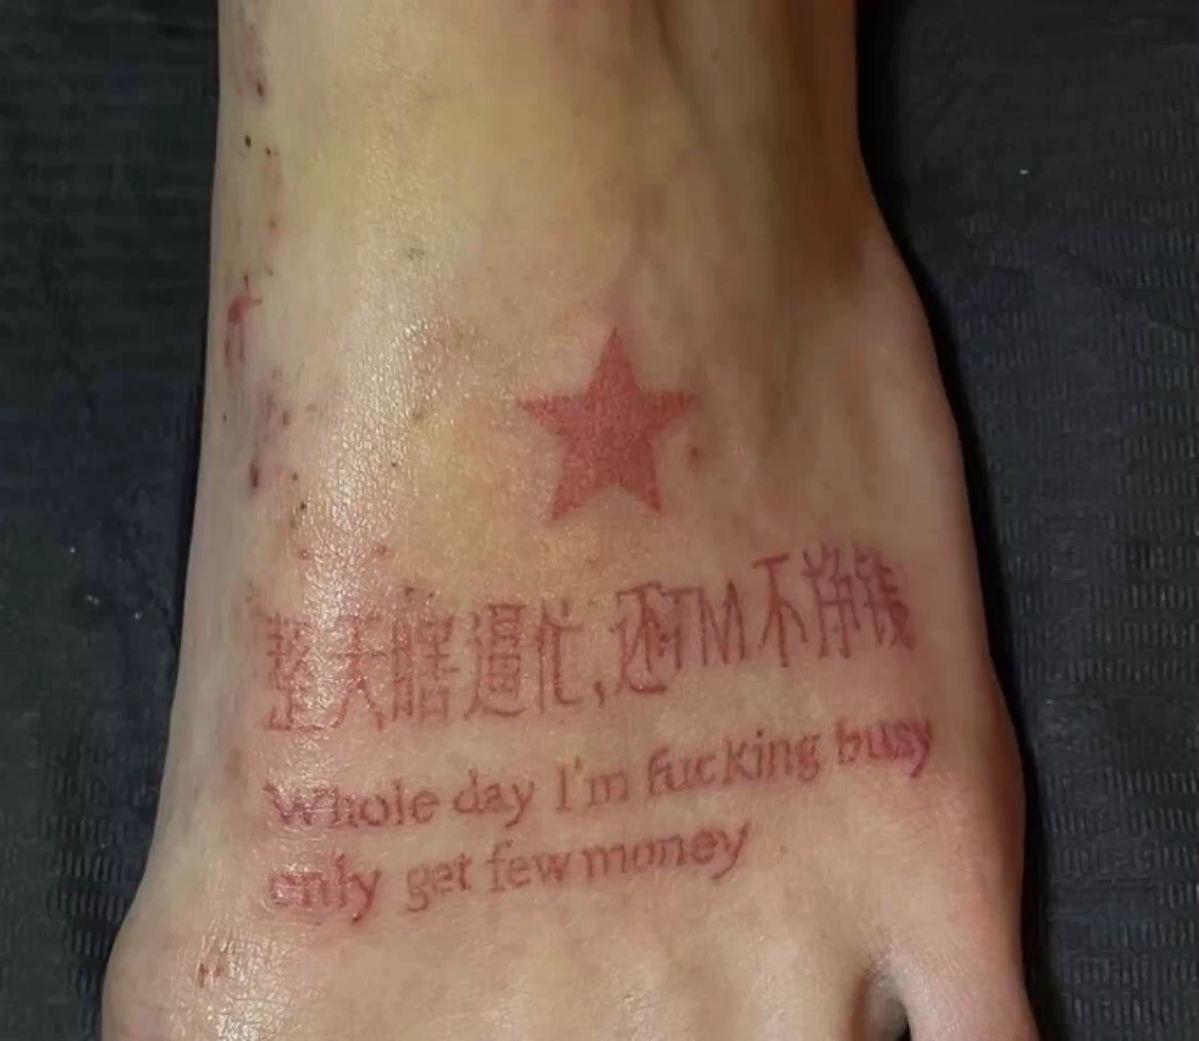 整天瞎逼忙,还TM不挣钱
Whole day I'm fucking busy
only get few money